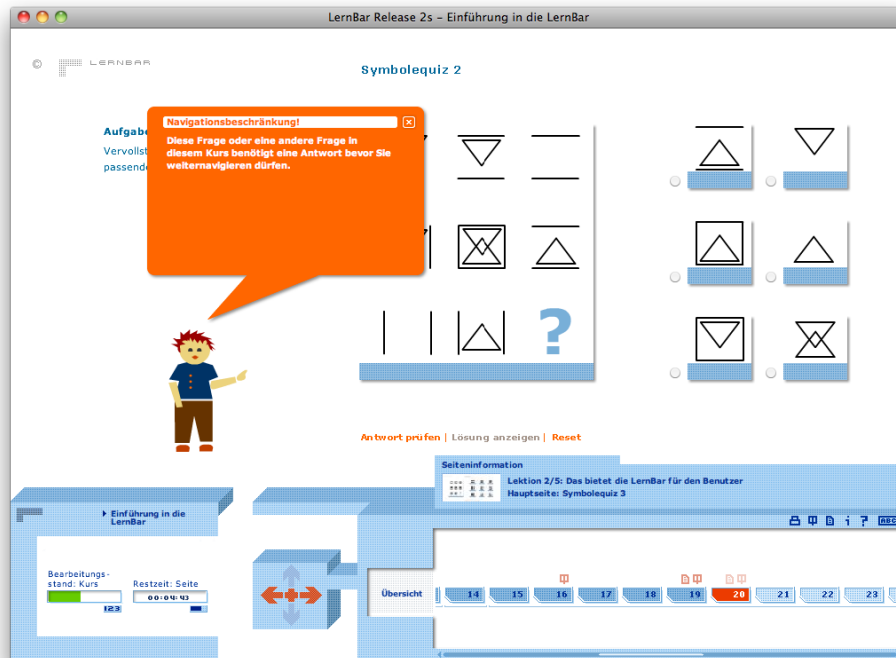 LernBar Release 2s – Einführung in die LernBar
©
LERNBAR
Symbolequiz 2
Aufgabe
Vervollst
passende
Navigationsbeschränkung!
Diese Frage oder eine andere Frage in
diesem Kurs benötigt eine Antwort bevor Sie
weiternavigieren dürfen.
?
Antwort prüfen | Lösung anzeigen | Reset
Seiteninformation
Lektion 2/5: Das bietet die LernBar für den Benutzer
Hauptseite: Symbolequiz 3
Einführung in die
LernBar
i ? ABC
Bearbeitungs-
stand: Kurs
Restzeit: Seite
00:04:43
123
Übersicht
14 15 16 17 18 19 20 21 22 23